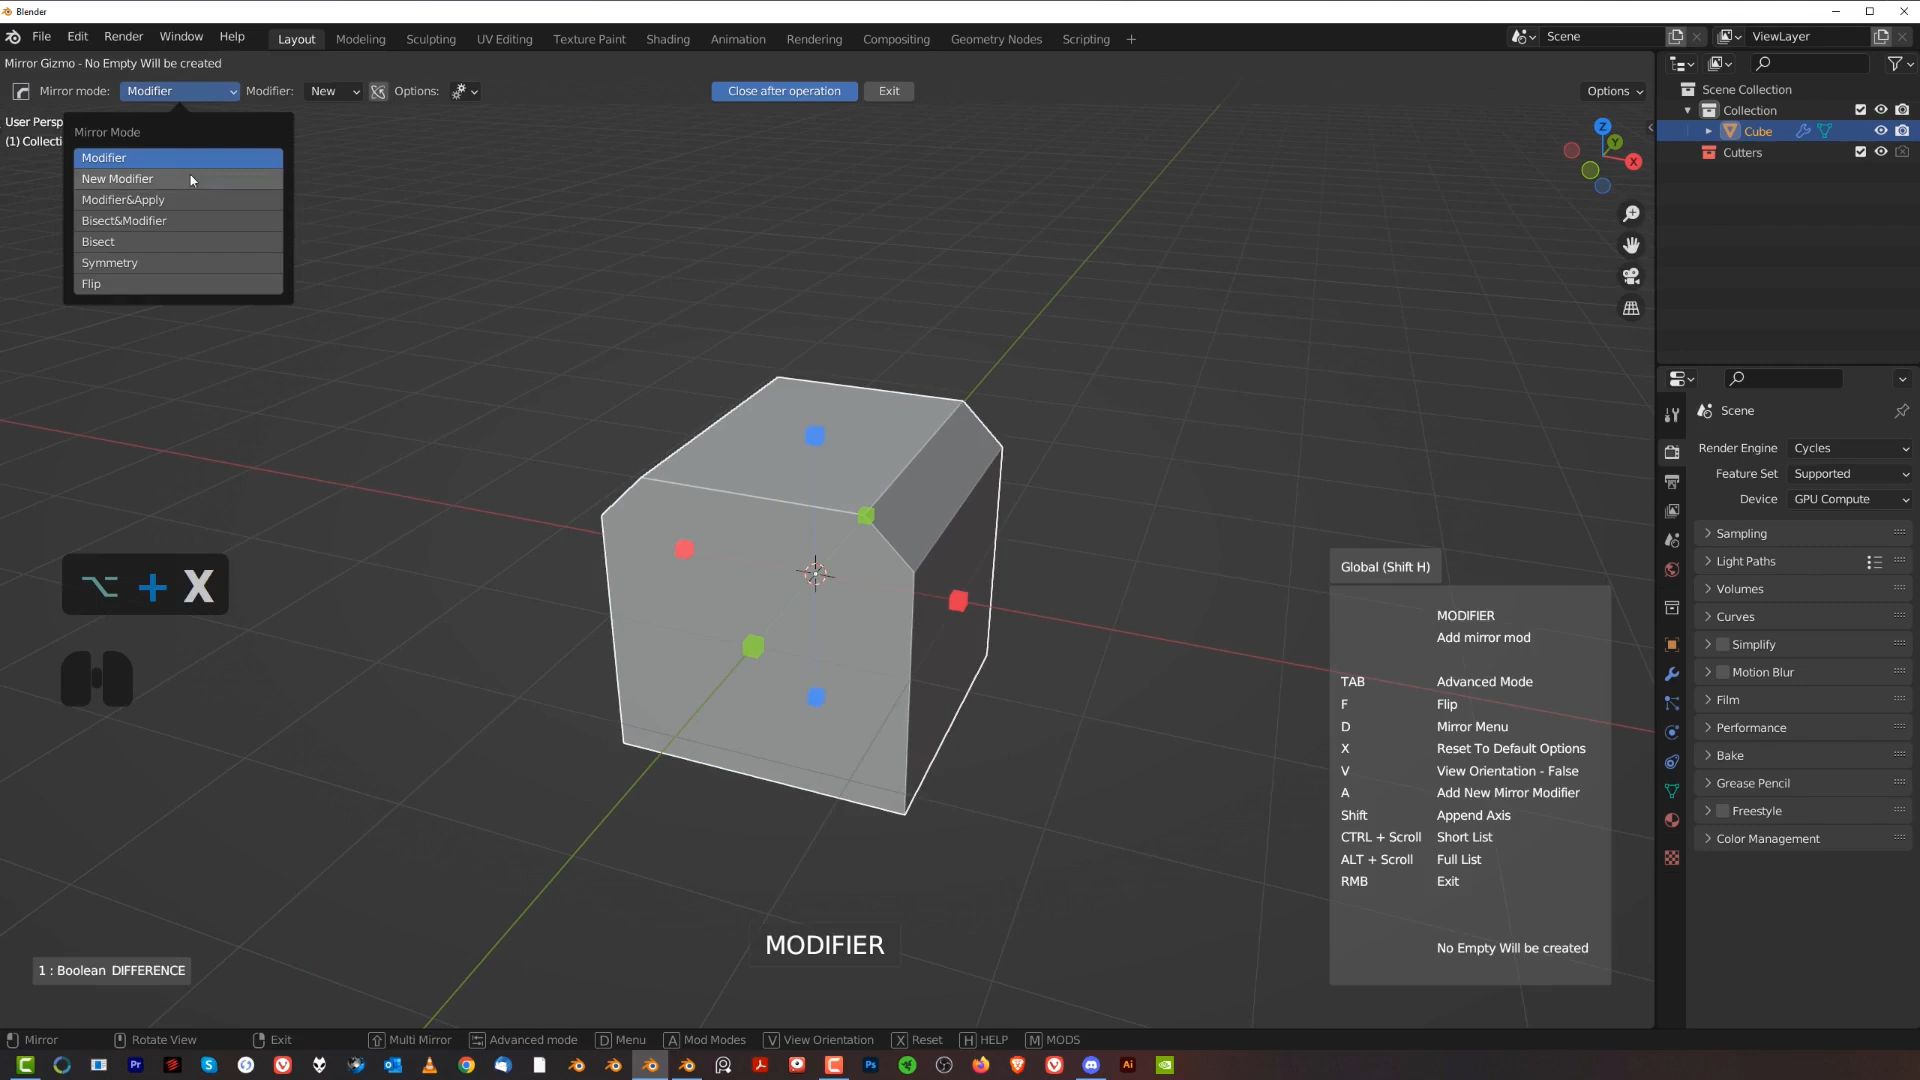 Blender
File Edit Render Window Help Layout Modeling Sculpting UV Editing Texture Paint Shading Animation Rendering Compositing Geometry Nodes Scripting + Scene ViewLayer
Mirror Gizmo - No Empty Will be created
Mirror mode: Modifier Modifier: New Options: Close after operation Exit Options
User Persp
(1) Collecti
Mirror Mode
Modifier
New Modifier
Modifier&Apply
Bisect&Modifier
Bisect
Symmetry
Flip
Z
Y
X
+ X
Global (Shift H)
MODIFIER
Add mirror mod
TAB Advanced Mode
F Flip
D Mirror Menu
X Reset To Default Options
V View Orientation - False
A Add New Mirror Modifier
Shift Append Axis
CTRL + Scroll Short List
ALT + Scroll Full List
RMB Exit
No Empty Will be created
MODIFIER
1 : Boolean DIFFERENCE
Scene Collection
Collection
Cube
Cutters
Scene
Render Engine Cycles
Feature Set Supported
Device GPU Compute
Sampling
Light Paths
Volumes
Curves
Simplify
Motion Blur
Film
Performance
Bake
Grease Pencil
Freestyle
Color Management
Mirror Rotate View Exit Multi Mirror Advanced mode D Menu A Mod Modes V View Orientation X Reset H HELP M MODS
Pr S Ps Ai